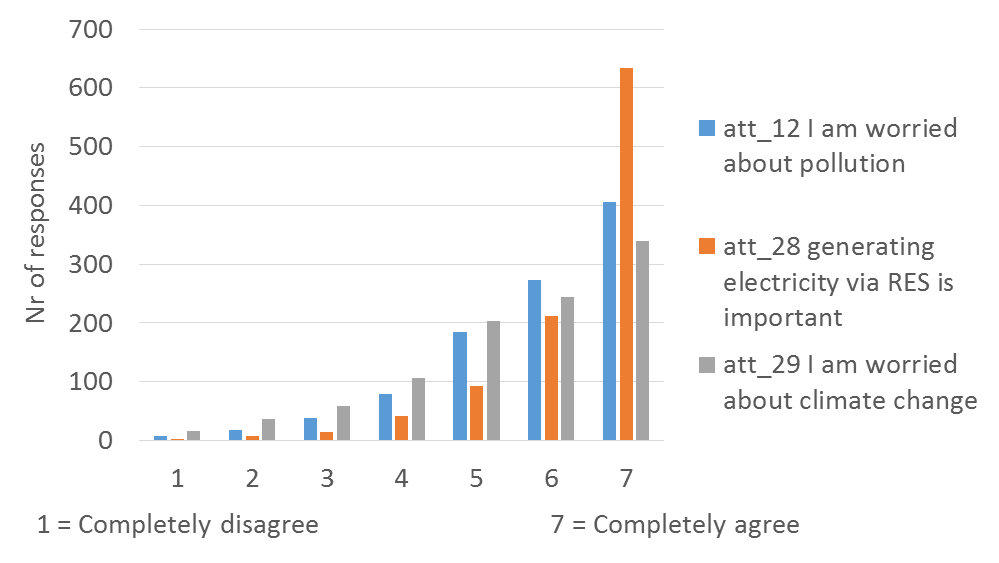 700
600
500
400
300
200
100
0
Nr of responses
1 2 3 4 5 6 7
1 = Completely disagree
7 = Completely agree
att_12 I am worried
about pollution
att_28 generating
electricity via RES is
important
att_29 I am worried
about climate change